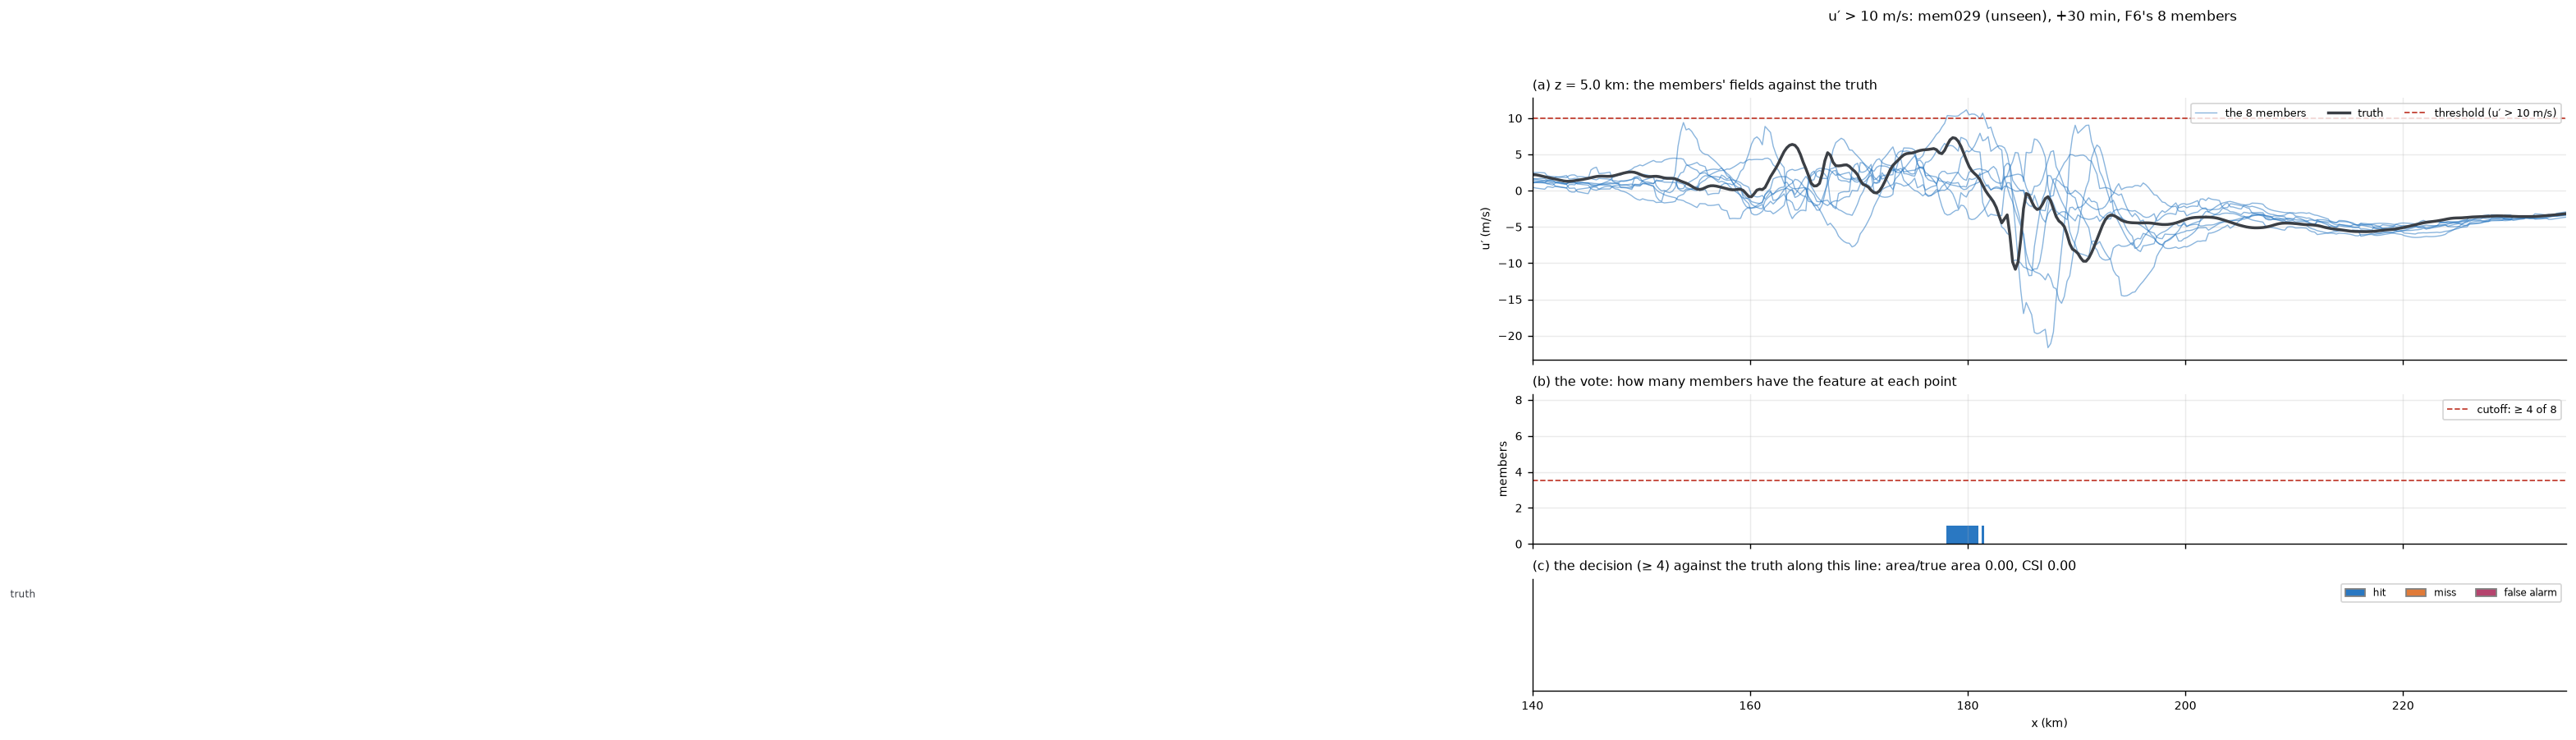 u′ > 10 m/s: mem029 (unseen), +30 min, F6's 8 members
(a) z = 5.0 km: the members' fields against the truth
the 8 members
truth
threshold (u′ > 10 m/s)
10
5
0
−5
−10
−15
−20
u′ (m/s)
(b) the vote: how many members have the feature at each point
cutoff: ≥ 4 of 8
8
6
4
2
0
members
(c) the decision (≥ 4) against the truth along this line: area/true area 0.00, CSI 0.00
hit
miss
false alarm
truth
140
160
180
200
220
x (km)